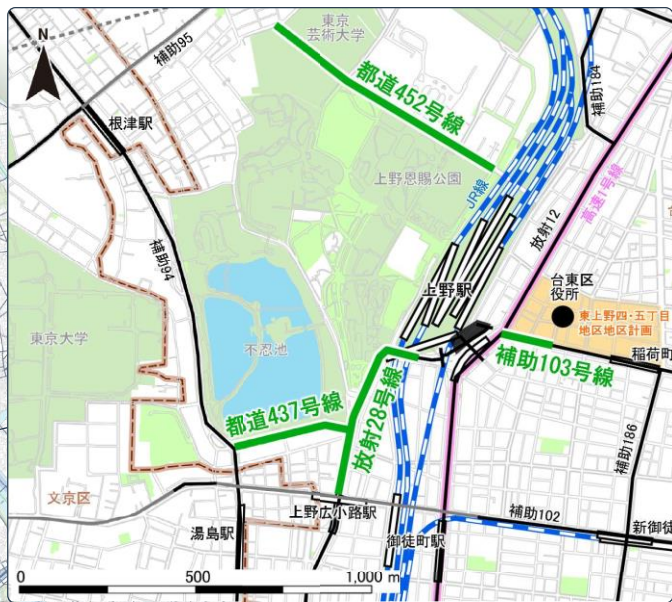 N
東京
芸術大学
補助95
都道452号線
補助184
根津駅
上野恩賜公園
JR線
高速1号線
放射12
補助94
上野駅
台東区
役所
東上野四・五丁目
地区地区計画
東京大学
不忍池
稲荷町
補助103号線
都道437号線
放射28号線
補助186
文京区
上野広小路駅
補助102
湯島駅
御徒町駅
新御徒
0 500 1,000 m